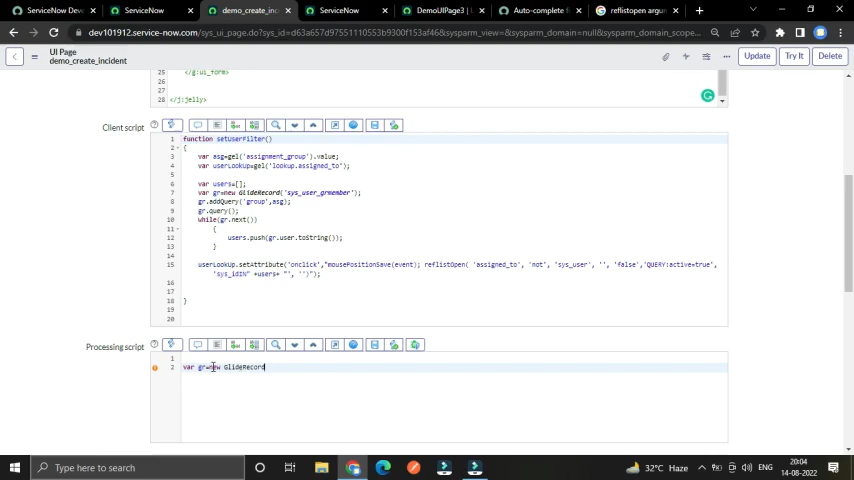 ServiceNow Devel
ServiceNow
demo_create_incident
ServiceNow
DemoUIPage3 | U
Auto-complete f
reflistopen argun
dev101912.service-now.com/sys_ui_page.do?sys_id=d63a657d97755110553b9300f153af46&sysparm_view=&sysparm_domain=null&sysparm_domain_scop...
UI Page
demo_create_incident
Update
Try It
Delete
25 </g:ui_form>
26
27
28 </j:jelly>
Client script
1 function setUserFilter()
2 {
3 var asg=gel('assignment_group').value;
4 var userLookUp=gel('lookup.assigned_to');
5
6 var users=[];
7 var gr=new GlideRecord('sys_user_grmember');
8 gr.addQuery('group',asg);
9 gr.query();
10 while(gr.next())
11 {
12 users.push(gr.user.toString());
13 }
14
15 userLookUp.setAttribute('onclick',"mousePositionSave(event); reflistOpen( 'assigned_to', 'not', 'sys_user', '', 'false','QUERY:active=true',
'sys_idIN" +users+ "', '')");
16
17
18 }
19
20
Processing script
1
2 var gr=new GlideRecord
Type here to search
32°C Haze
ENG
20:04
14-08-2022